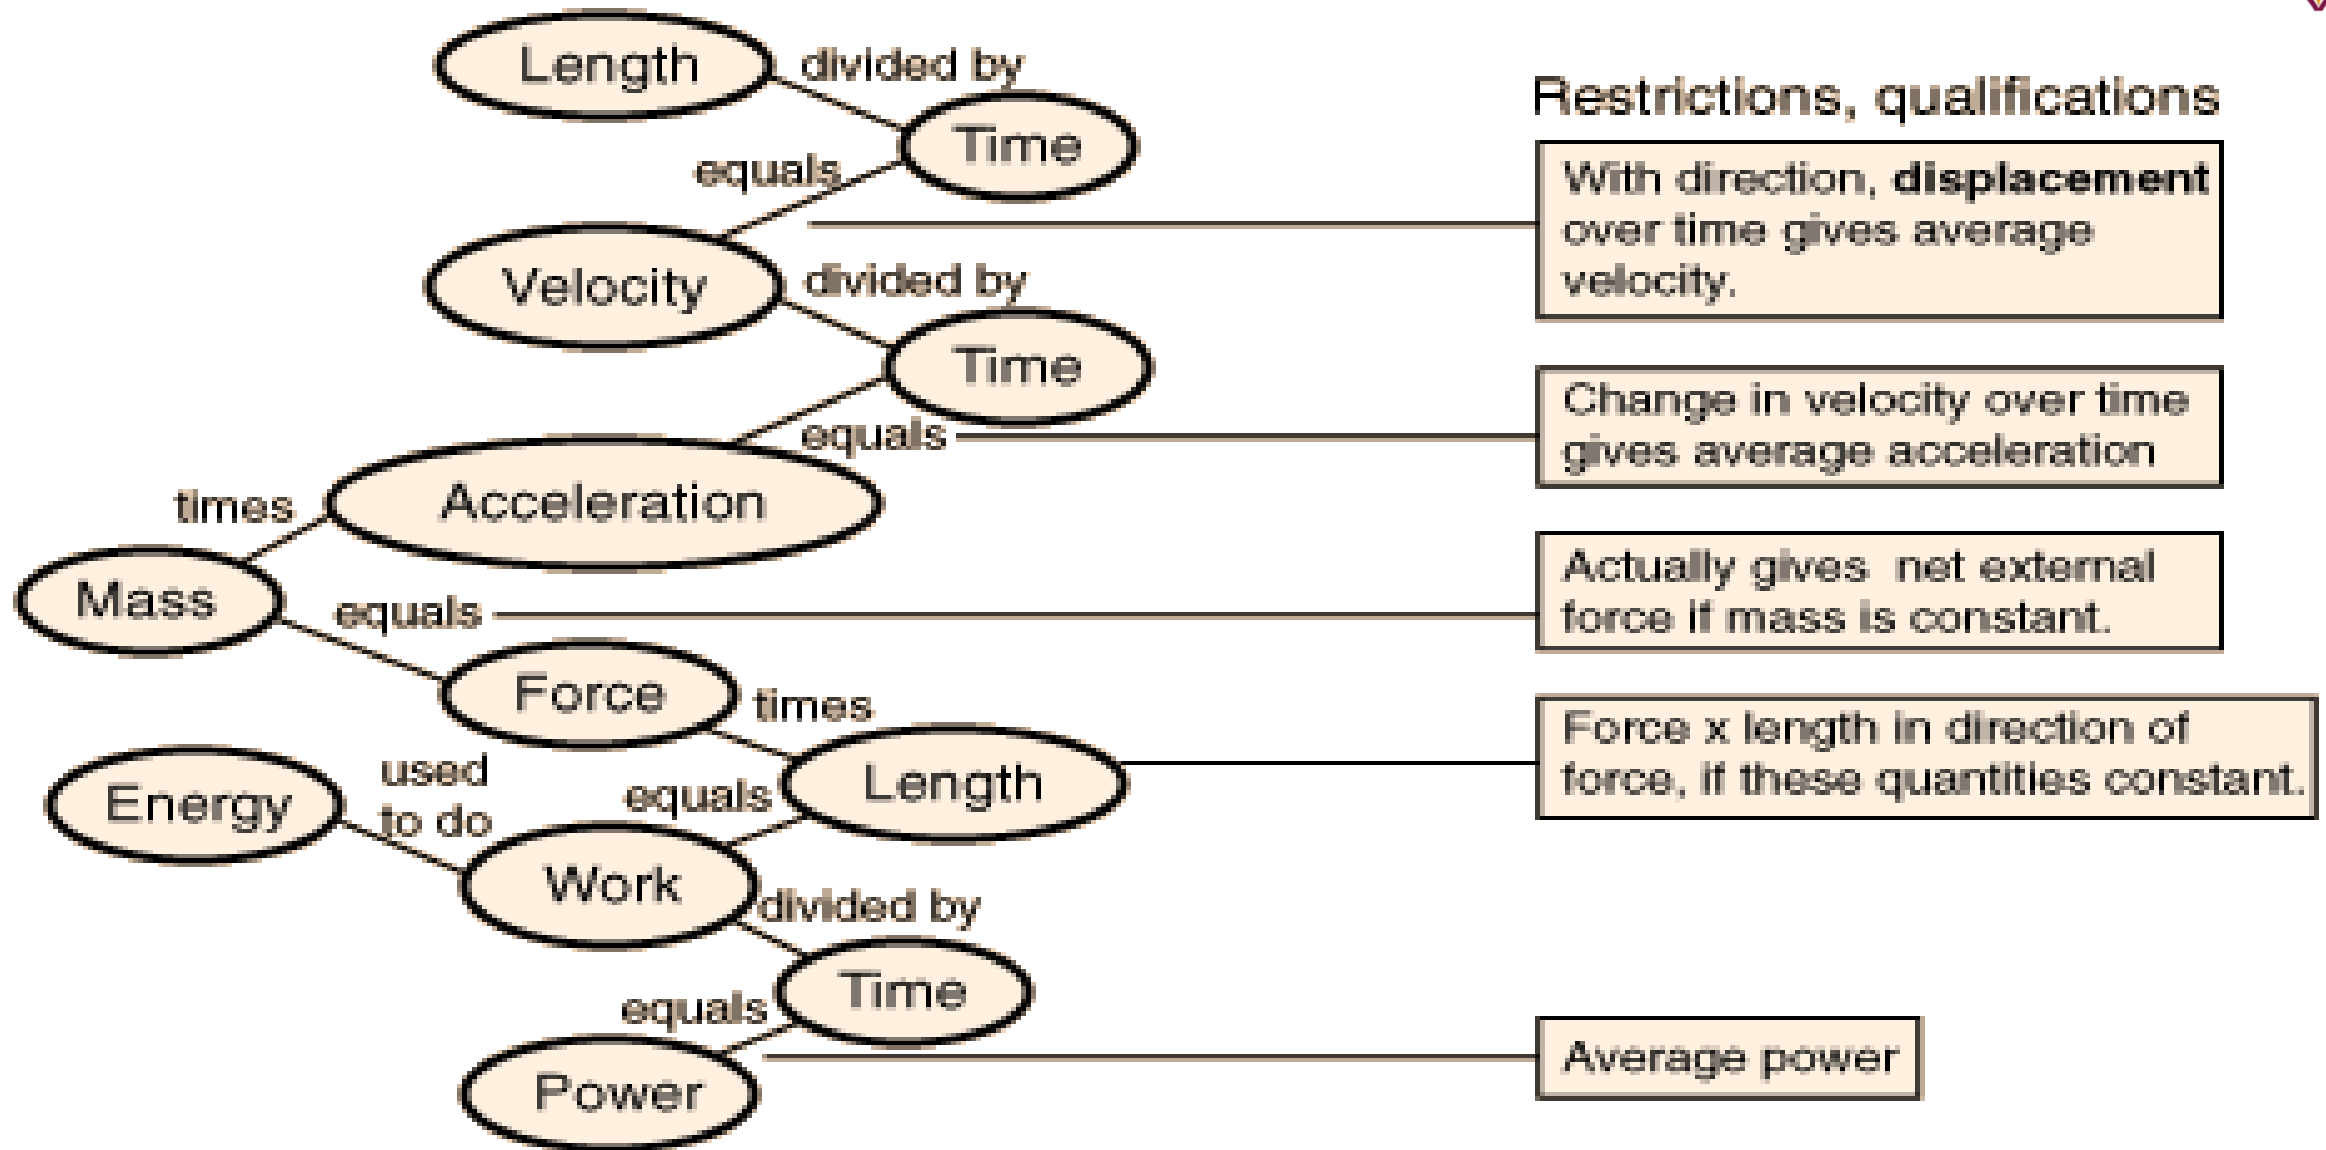 Length
divided by
Time
equals
Velocity
divided by
Time
equals
Acceleration
times
Mass
equals
Force
times
Length
equals
Energy
used
to do
Work
divided by
Time
equals
Power
Restrictions, qualifications
With direction, displacement
over time gives average
velocity.
Change in velocity over time
gives average acceleration
Actually gives net external
force if mass is constant.
Force x length in direction of
force, if these quantities constant.
Average power